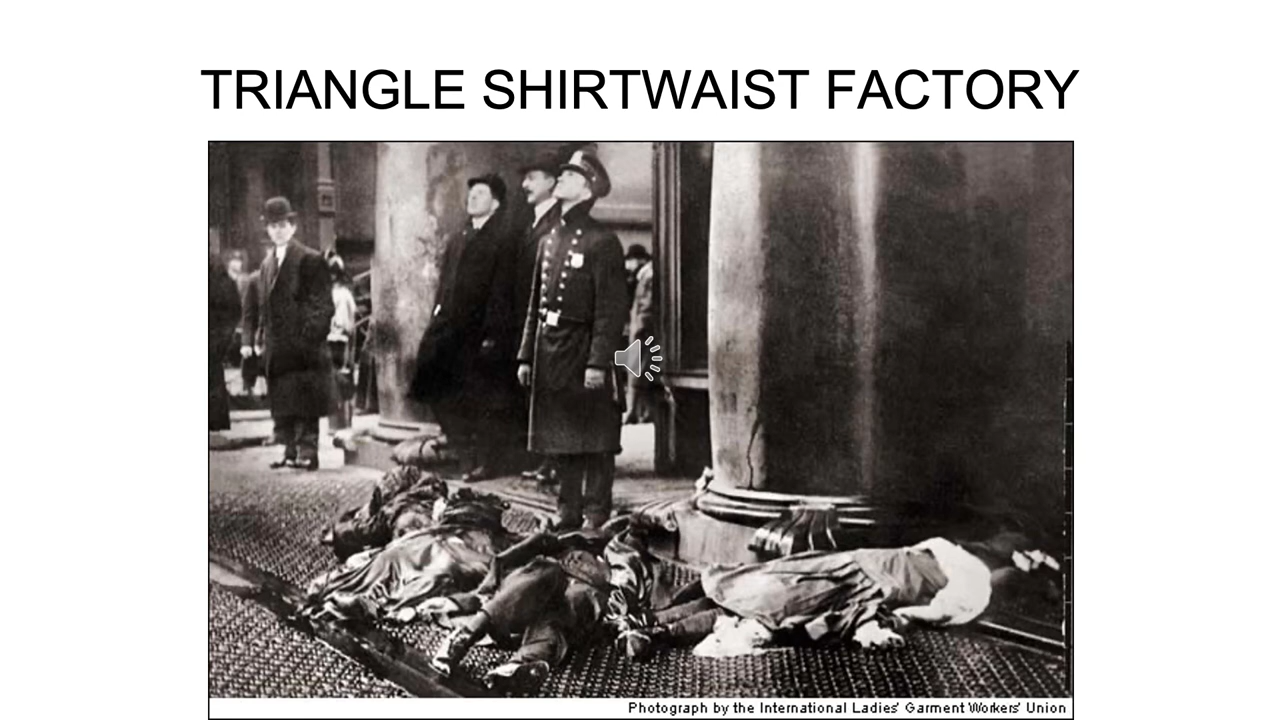 TRIANGLE SHIRTWAIST FACTORY
Photograph by the International Ladies' Garment Workers' Union